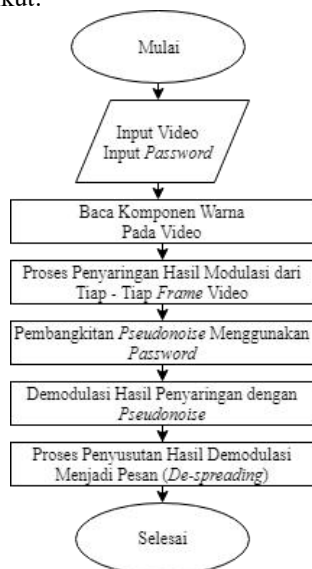 kut:
Mulai
Input Video
Input Password
Baca Komponen Warna
Pada Video
Proses Penyaringan Hasil Modulasi dari
Tiap - Tiap Frame Video
Pembangkitan Pseudonoise Menggunakan
Password
Demodulasi Hasil Penyaringan dengan
Pseudonoise
Proses Penyusutan Hasil Demodulasi
Menjadi Pesan (De-spreading)
Selesai